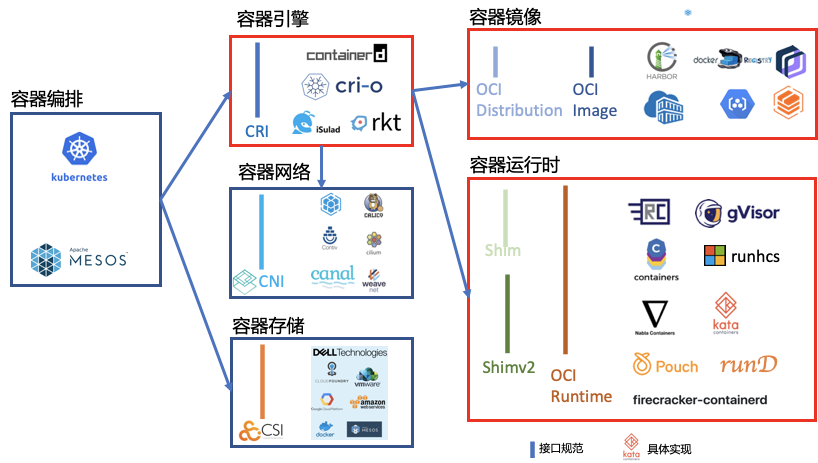 容器编排
kubernetes
Apache
MESOS
容器引擎
CRI
containerd
cri-o
iSulad
rkt
容器网络
CNI
CALICO
Contiv
cilium
canal
weave
net
容器存储
CSI
DELLTechnologies
CLOUDFOUNDRY
vmware
Google Cloud Platform
amazon
webservices
docker
MESOS
容器镜像
OCI
Distribution
OCI
Image
HARBOR
docker
REGISTRY
容器运行时
Shim
Shimv2
OCI
Runtime
RC
gVisor
containers
runhcs
Nabla Containers
kata
containers
Pouch
runD
firecracker-containerd
接口规范
kata
containers
具体实现